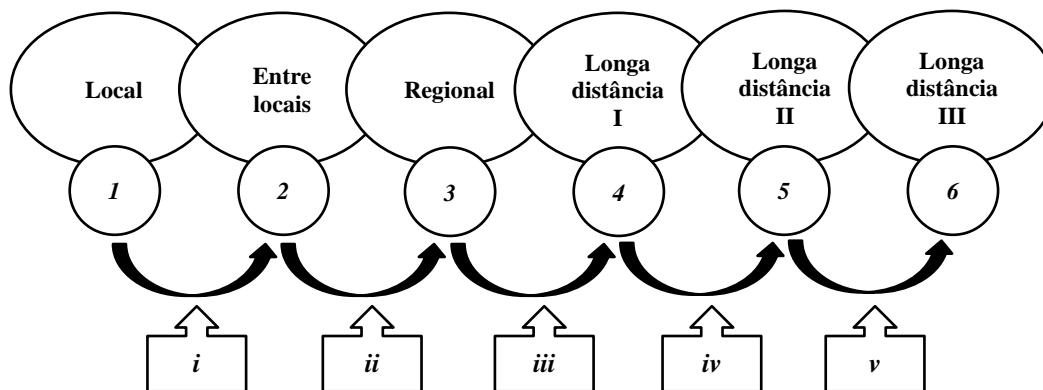 Local
Entre
locais
Regional
Longa
distância
I
Longa
distância
II
Longa
distância
III
1
2
3
4
5
6
i
ii
iii
iv
v